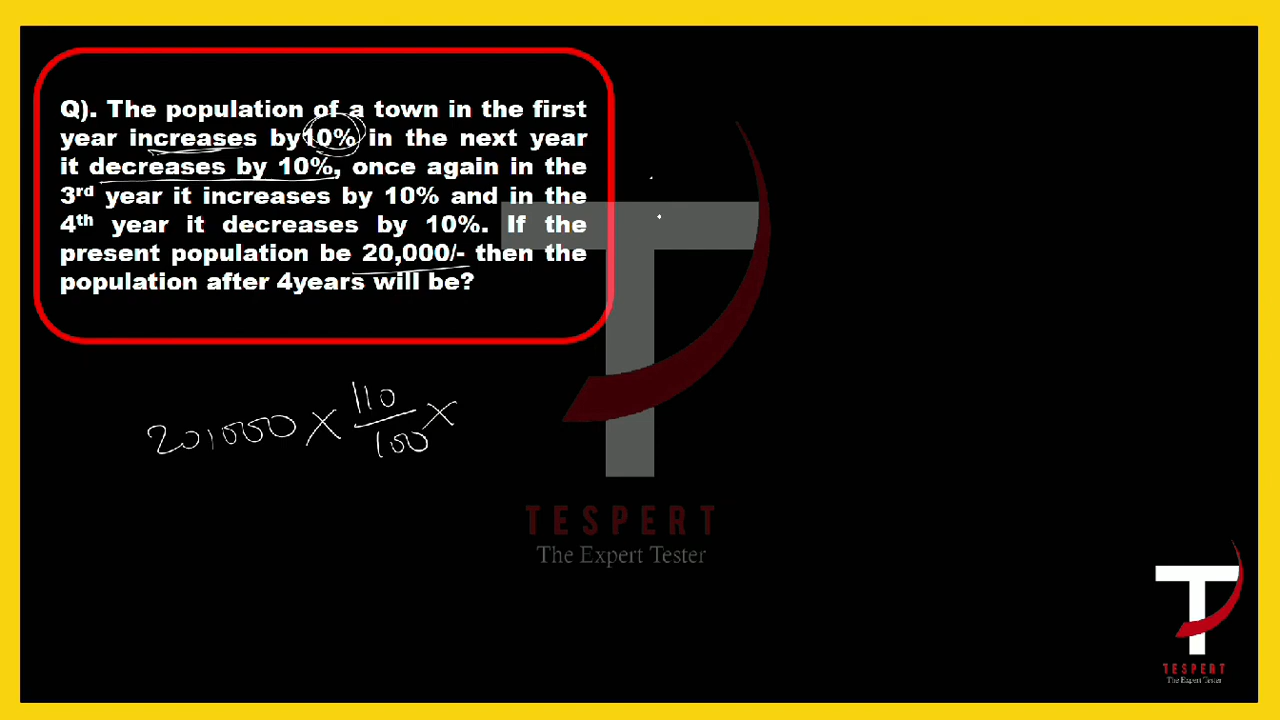 Q). The population of a town in the first
year increases by 10% in the next year
it decreases by 10%, once again in the
3rd year it increases by 10% and in the
4th year it decreases by 10%. If the
present population be 20,000/- then the
population after 4years will be?
20,000 X 110/100 X
TESPERT
The Expert Tester
TESPERT
The Expert Tester